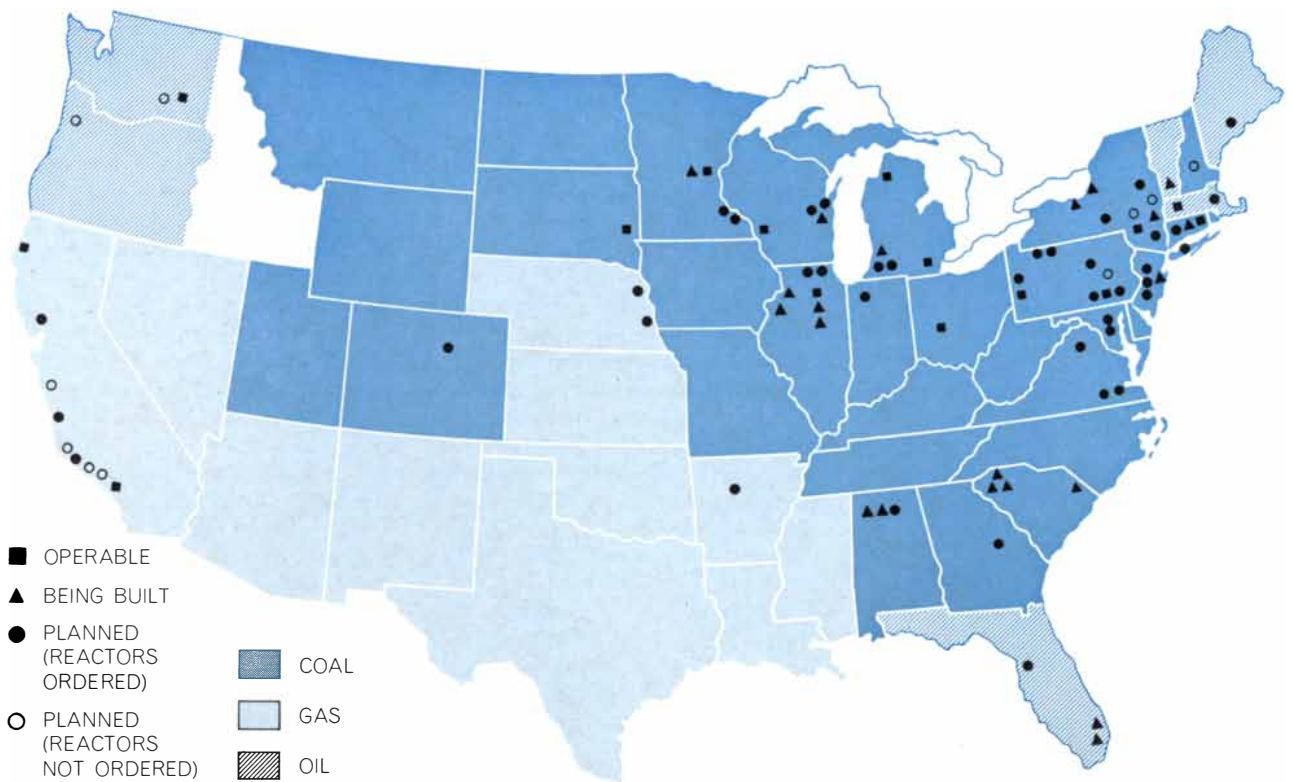 OPERABLE
BEING BUILT
PLANNED
(REACTORS
ORDERED)
PLANNED
(REACTORS
NOT ORDERED)
COAL
GAS
OIL